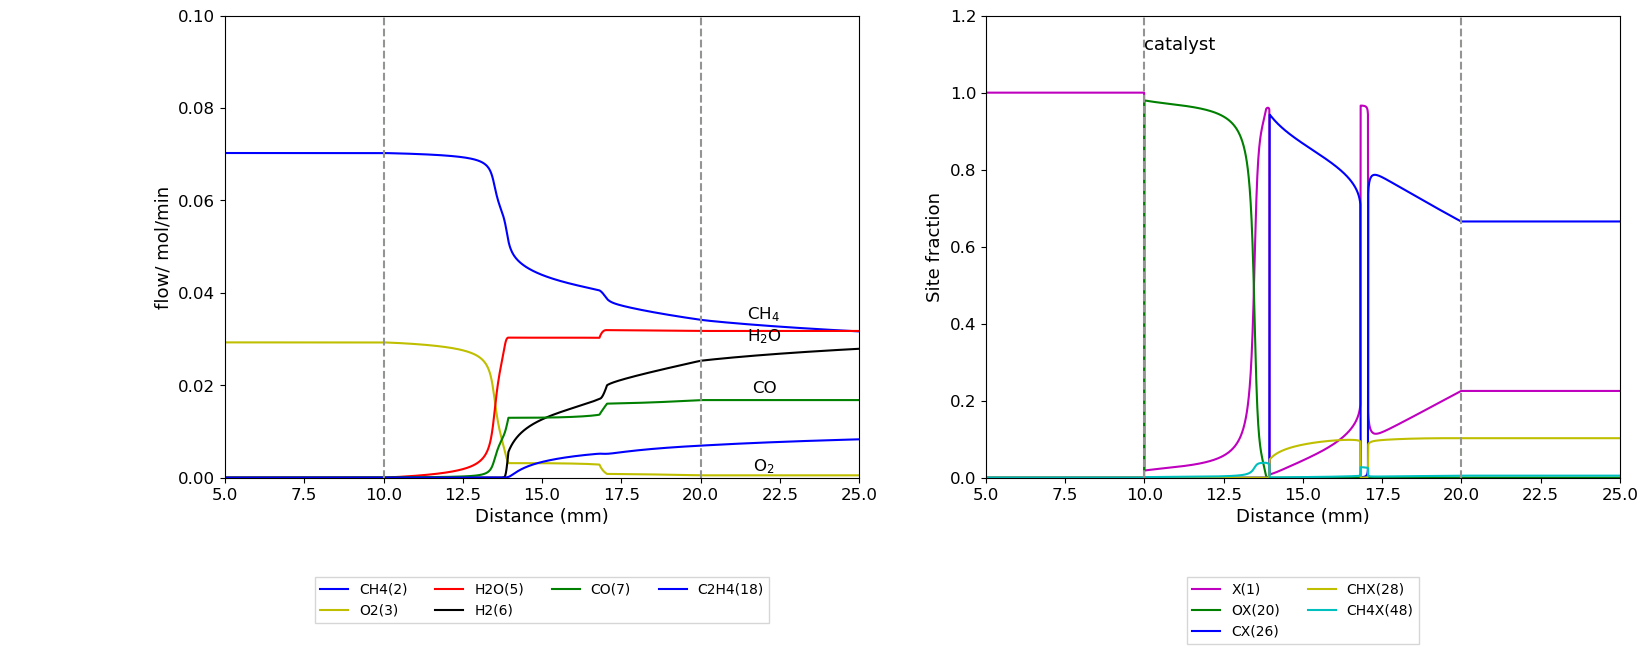 0.10
0.08
0.06
0.04
0.02
0.00
flow/ mol/min
CH₄
H₂O
CO
O₂
5.0 7.5 10.0 12.5 15.0 17.5 20.0 22.5 25.0
Distance (mm)
CH4(2) H2O(5) CO(7) C2H4(18)
O2(3) H2(6)
1.2
1.0
0.8
0.6
0.4
0.2
0.0
Site fraction
catalyst
5.0 7.5 10.0 12.5 15.0 17.5 20.0 22.5 25.0
Distance (mm)
X(1) CHX(28)
OX(20) CH4X(48)
CX(26)